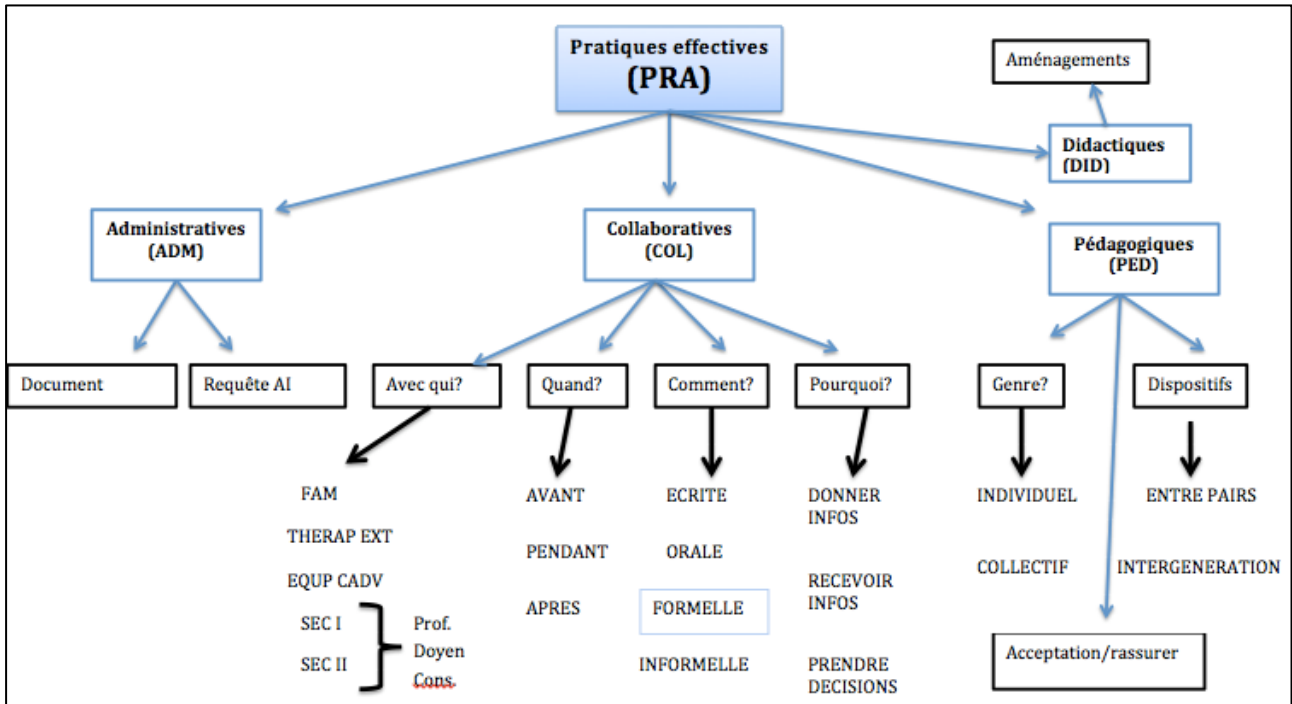 Pratiques effectives
(PRA)
Aménagements
Didactiques
(DID)
Administratives
(ADM)
Collaboratives
(COL)
Pédagogiques
(PED)
Document
Requête AI
Avec qui?
Quand?
Comment?
Pourquoi?
Genre?
Dispositifs
FAM
THERAP EXT
EQUP CADV
SEC I
SEC II
Prof.
Doyen
Cons.
AVANT
PENDANT
APRES
ECRITE
ORALE
FORMELLE
INFORMELLE
DONNER
INFOS
RECEVOIR
INFOS
PRENDRE
DECISIONS
INDIVIDUEL
COLLECTIF
ENTRE PAIRS
INTERGENERATION
Acceptation/rassurer